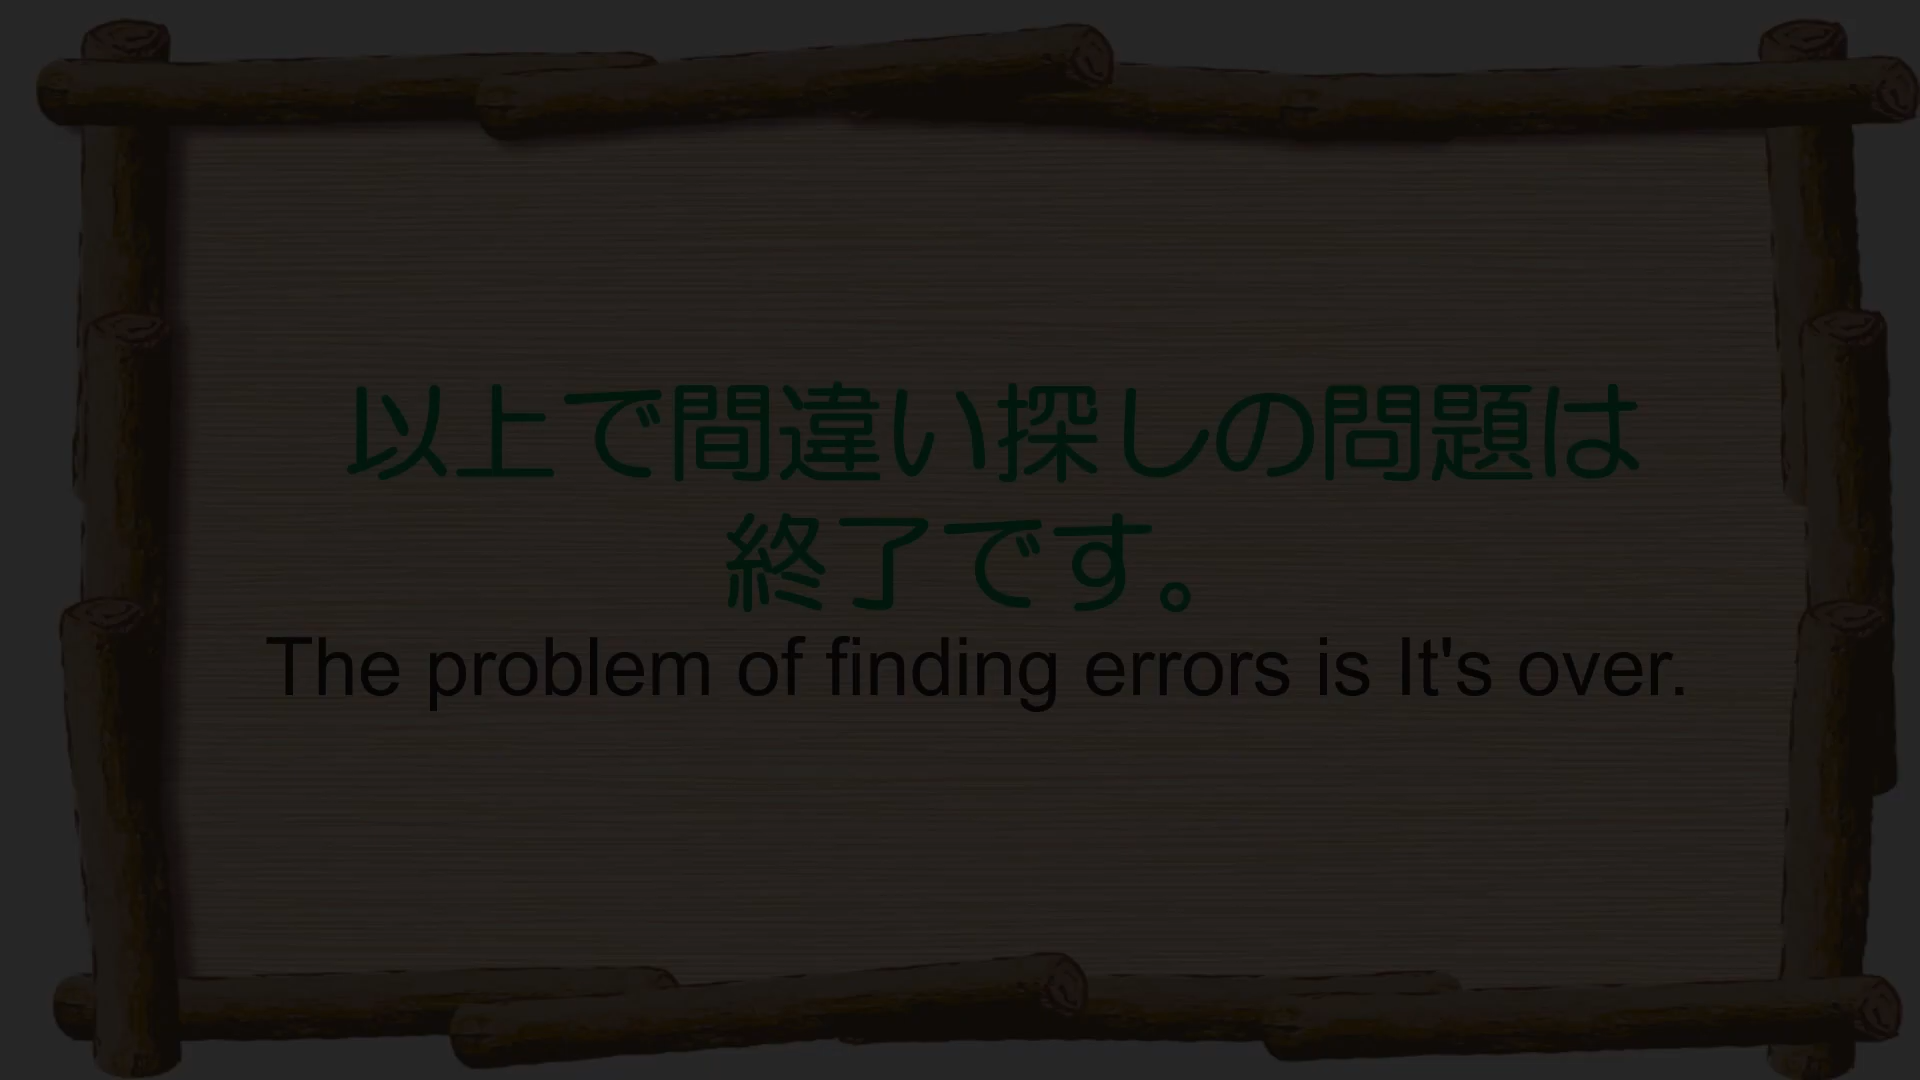 以上で間違い探しの問題は
終了です。
The problem of finding errors is It's over.